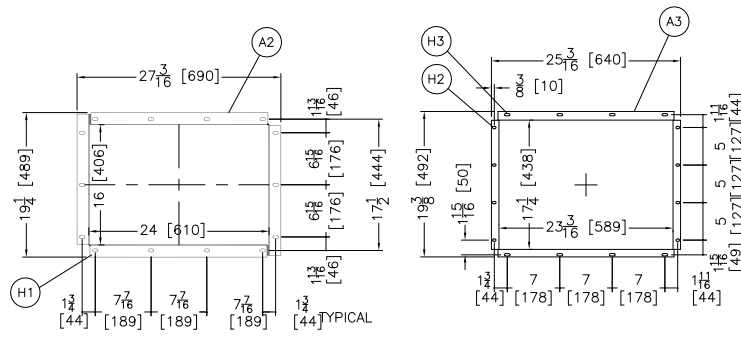 A2
27 3/16 [690]
19 1/4 [489]
16 [406]
24 [610]
1 13/16 [46]
6 15/16 [176]
6 15/16 [176]
1 13/16 [46]
17 1/2 [444]
H1
1 3/4 [44]
7 7/16 [189]
7 7/16 [189]
7 7/16 [189]
1 3/4 [44]
TYPICAL
A3
H3
H2
25 3/16 [640]
3/8 [10]
19 3/8 [492]
1 15/16 [50]
17 1/4 [438]
23 3/16 [589]
1 11/16 [44]
5 [127]
5 [127]
5 [127]
1 15/16 [49]
1 3/4 [44]
7 [178]
7 [178]
7 [178]
1 11/16 [44]